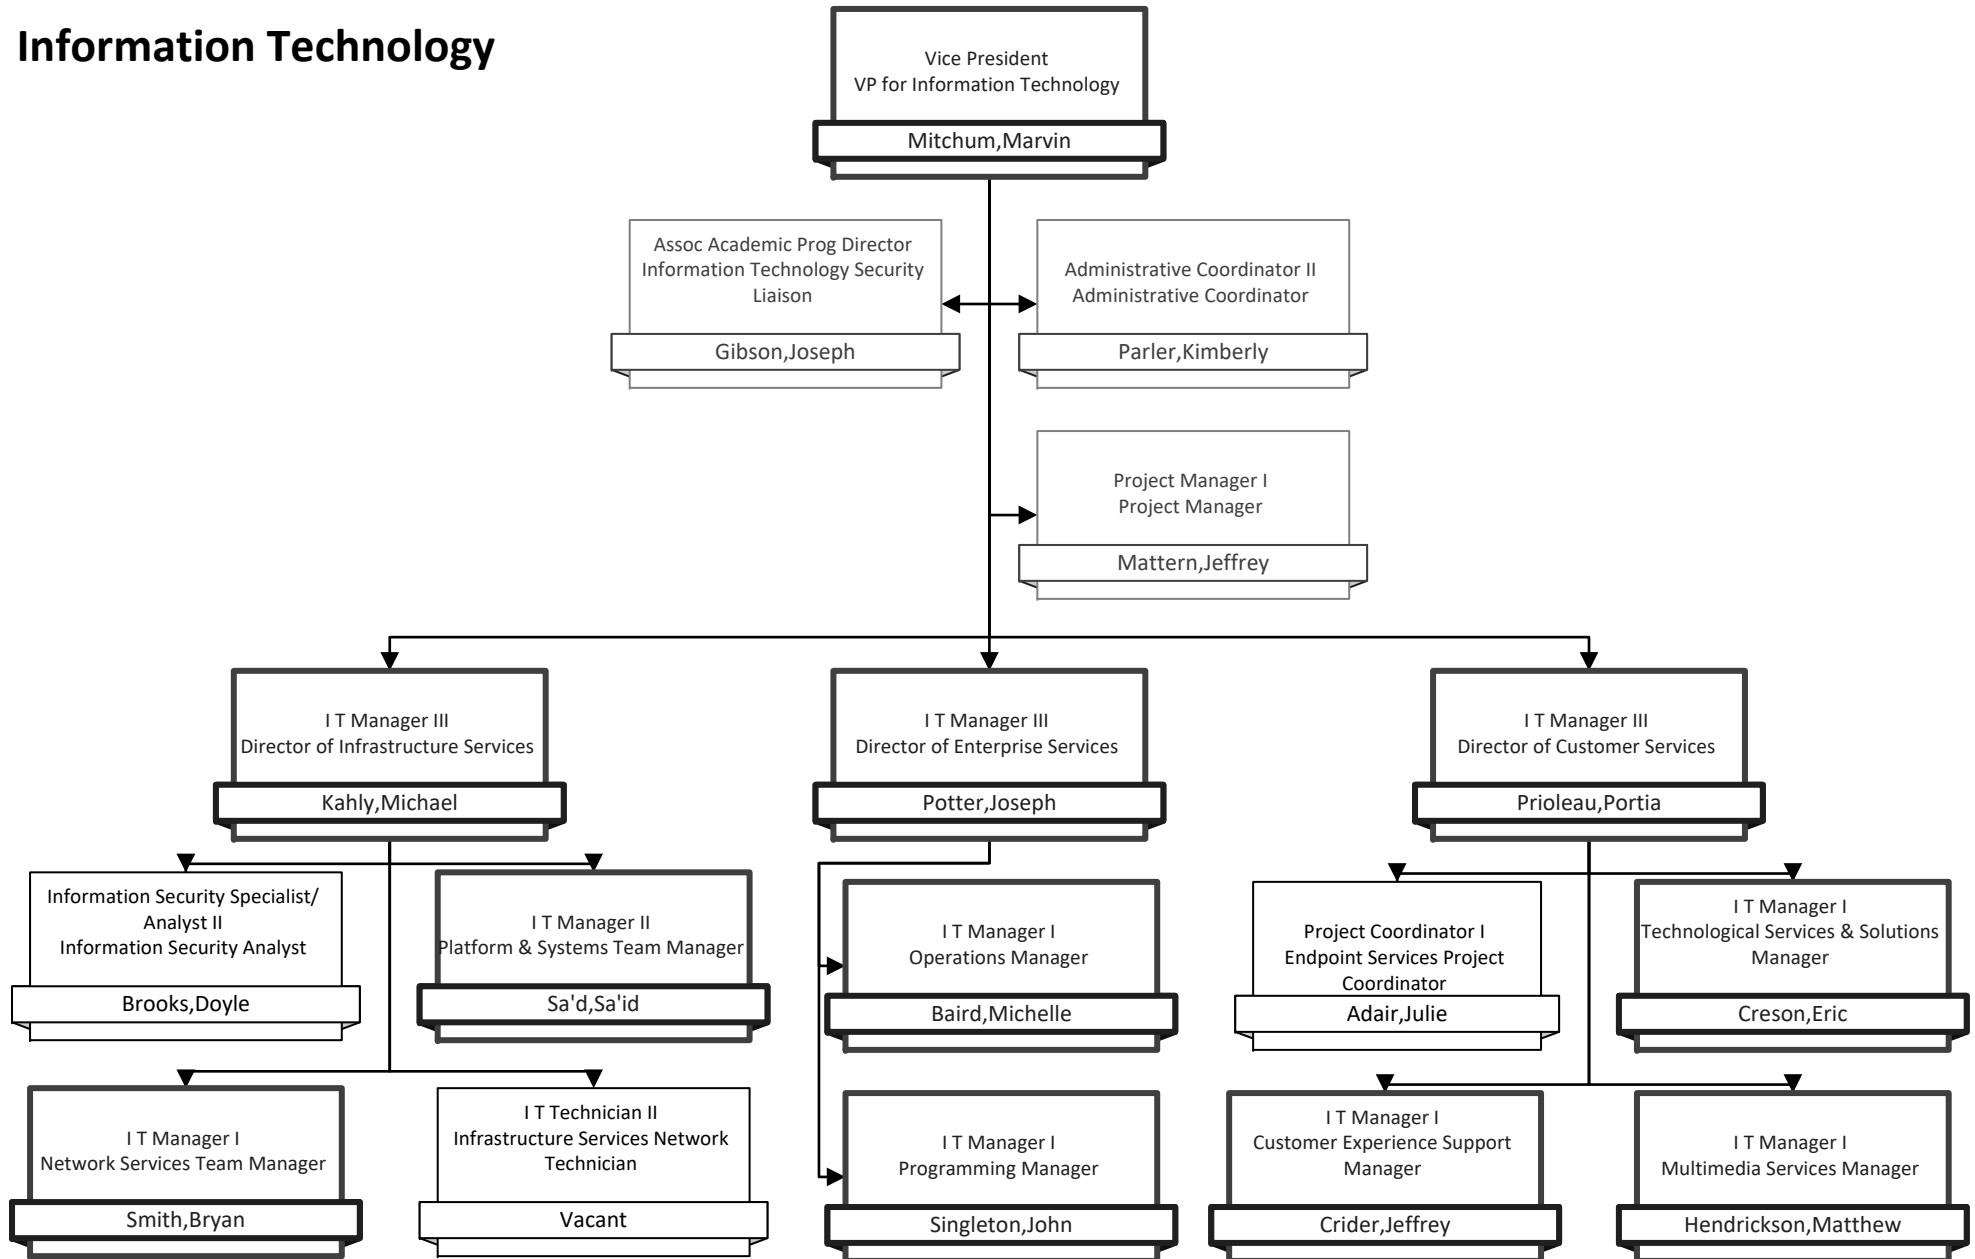 Information Technology
Vice President
VP for Information Technology
Mitchum,Marvin
Assoc Academic Prog Director
Information Technology Security
Liaison
Gibson,Joseph
Administrative Coordinator II
Administrative Coordinator
Parler,Kimberly
Project Manager I
Project Manager
Mattern,Jeffrey
I T Manager III
Director of Infrastructure Services
Kahly,Michael
I T Manager III
Director of Enterprise Services
Potter,Joseph
I T Manager III
Director of Customer Services
Prioleau,Portia
Information Security Specialist/
Analyst II
Information Security Analyst
Brooks,Doyle
I T Manager II
Platform & Systems Team Manager
Sa'd,Sa'id
I T Manager I
Operations Manager
Baird,Michelle
Project Coordinator I
Endpoint Services Project
Coordinator
Adair,Julie
I T Manager I
Technological Services & Solutions
Manager
Creson,Eric
I T Manager I
Network Services Team Manager
Smith,Bryan
I T Technician II
Infrastructure Services Network
Technician
Vacant
I T Manager I
Programming Manager
Singleton,John
I T Manager I
Customer Experience Support
Manager
Crider,Jeffrey
I T Manager I
Multimedia Services Manager
Hendrickson,Matthew